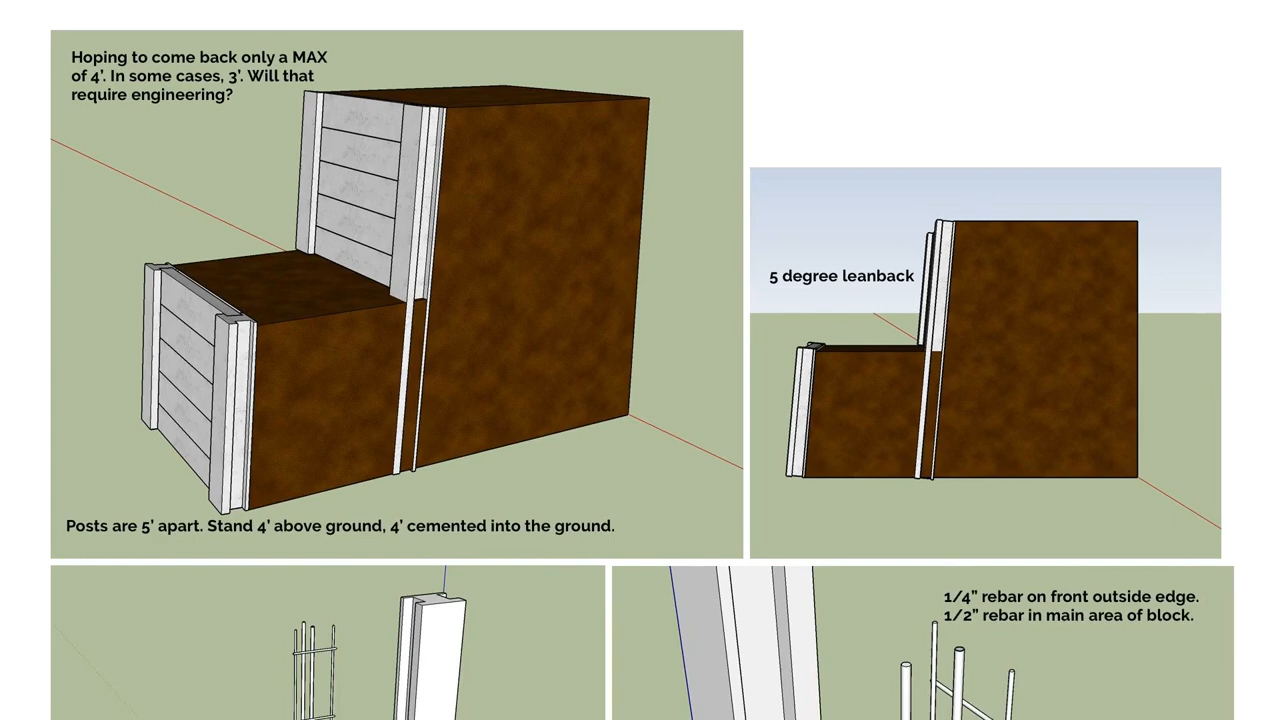 Hoping to come back only a MAX
of 4'. In some cases, 3'. Will that
require engineering?
5 degree leanback
Posts are 5' apart. Stand 4' above ground, 4' cemented into the ground.
1/4" rebar on front outside edge.
1/2" rebar in main area of block.